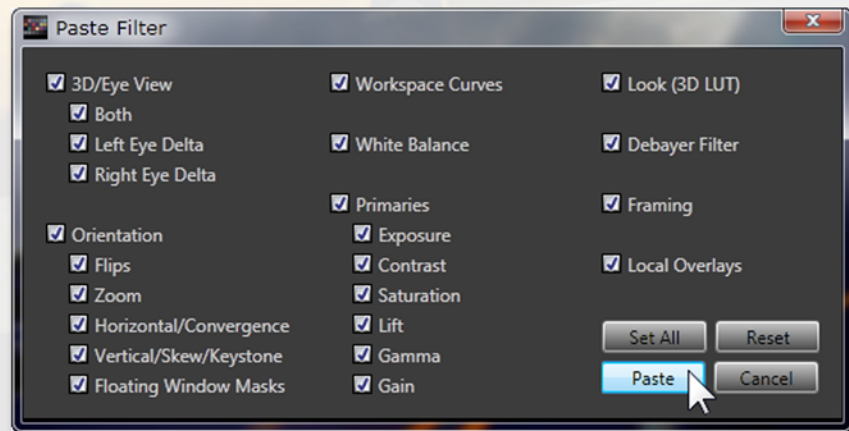 Paste Filter
3D/Eye View
Both
Left Eye Delta
Right Eye Delta
Orientation
Flips
Zoom
Horizontal/Convergence
Vertical/Skew/Keystone
Floating Window Masks
Workspace Curves
White Balance
Primaries
Exposure
Contrast
Saturation
Lift
Gamma
Gain
Look (3D LUT)
Debayer Filter
Framing
Local Overlays
Set All
Reset
Paste
Cancel